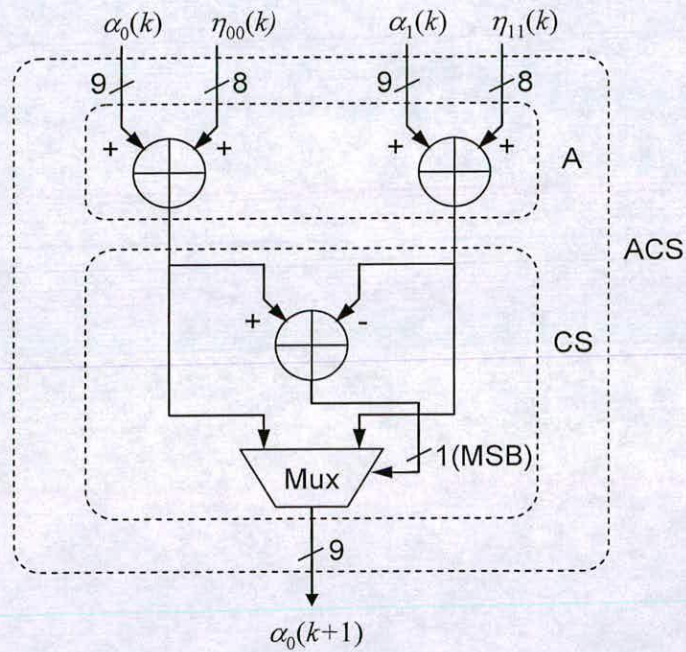 α₀(k) η₀₀(k) α₁(k) η₁₁(k)
9 8 9 8
+ + + +
A
ACS
+ -
CS
1(MSB)
Mux
9
α₀(k+1)